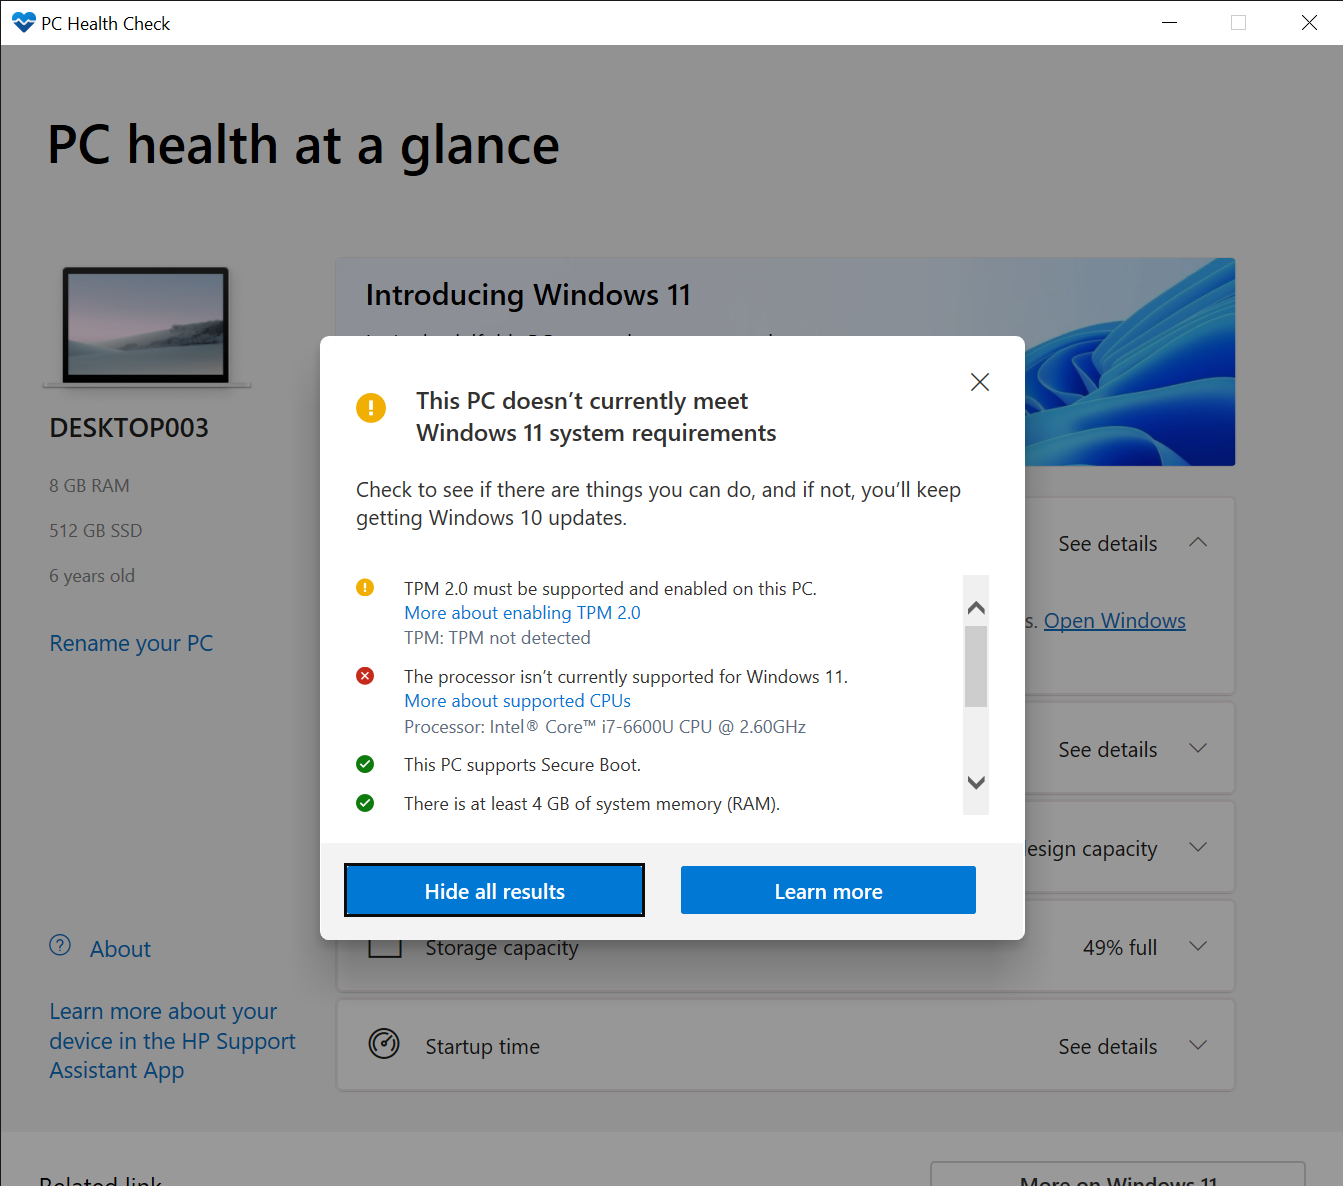 PC Health Check
PC health at a glance
DESKTOP003
8 GB RAM
512 GB SSD
6 years old
Rename your PC
Introducing Windows 11
This PC doesn’t currently meet
Windows 11 system requirements
Check to see if there are things you can do, and if not, you’ll keep
getting Windows 10 updates.
TPM 2.0 must be supported and enabled on this PC.
More about enabling TPM 2.0
TPM: TPM not detected
The processor isn’t currently supported for Windows 11.
More about supported CPUs
Processor: Intel® Core™ i7-6600U CPU @ 2.60GHz
This PC supports Secure Boot.
There is at least 4 GB of system memory (RAM).
Hide all results
Learn more
See details
s. Open Windows
See details
esign capacity
Storage capacity
49% full
Startup time
See details
About
Learn more about your
device in the HP Support
Assistant App
Related link
More on Windows 11